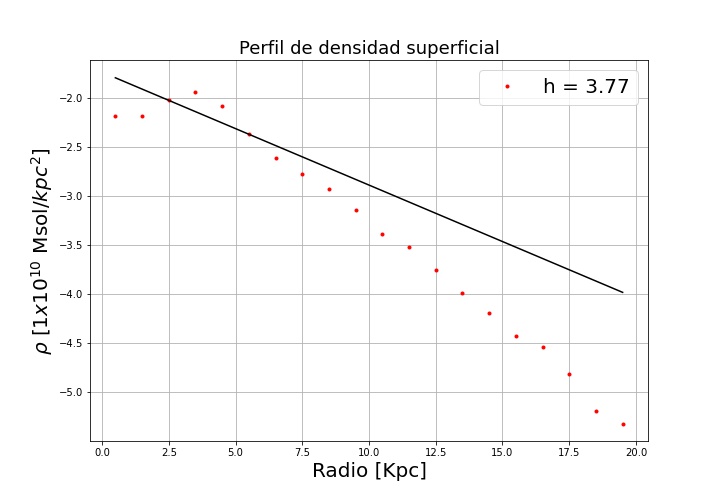 Perfil de densidad superficial
h = 3.77
ρ [1x10^10 Msol/kpc^2]
−2.0
−2.5
−3.0
−3.5
−4.0
−4.5
−5.0
0.0 2.5 5.0 7.5 10.0 12.5 15.0 17.5 20.0
Radio [Kpc]